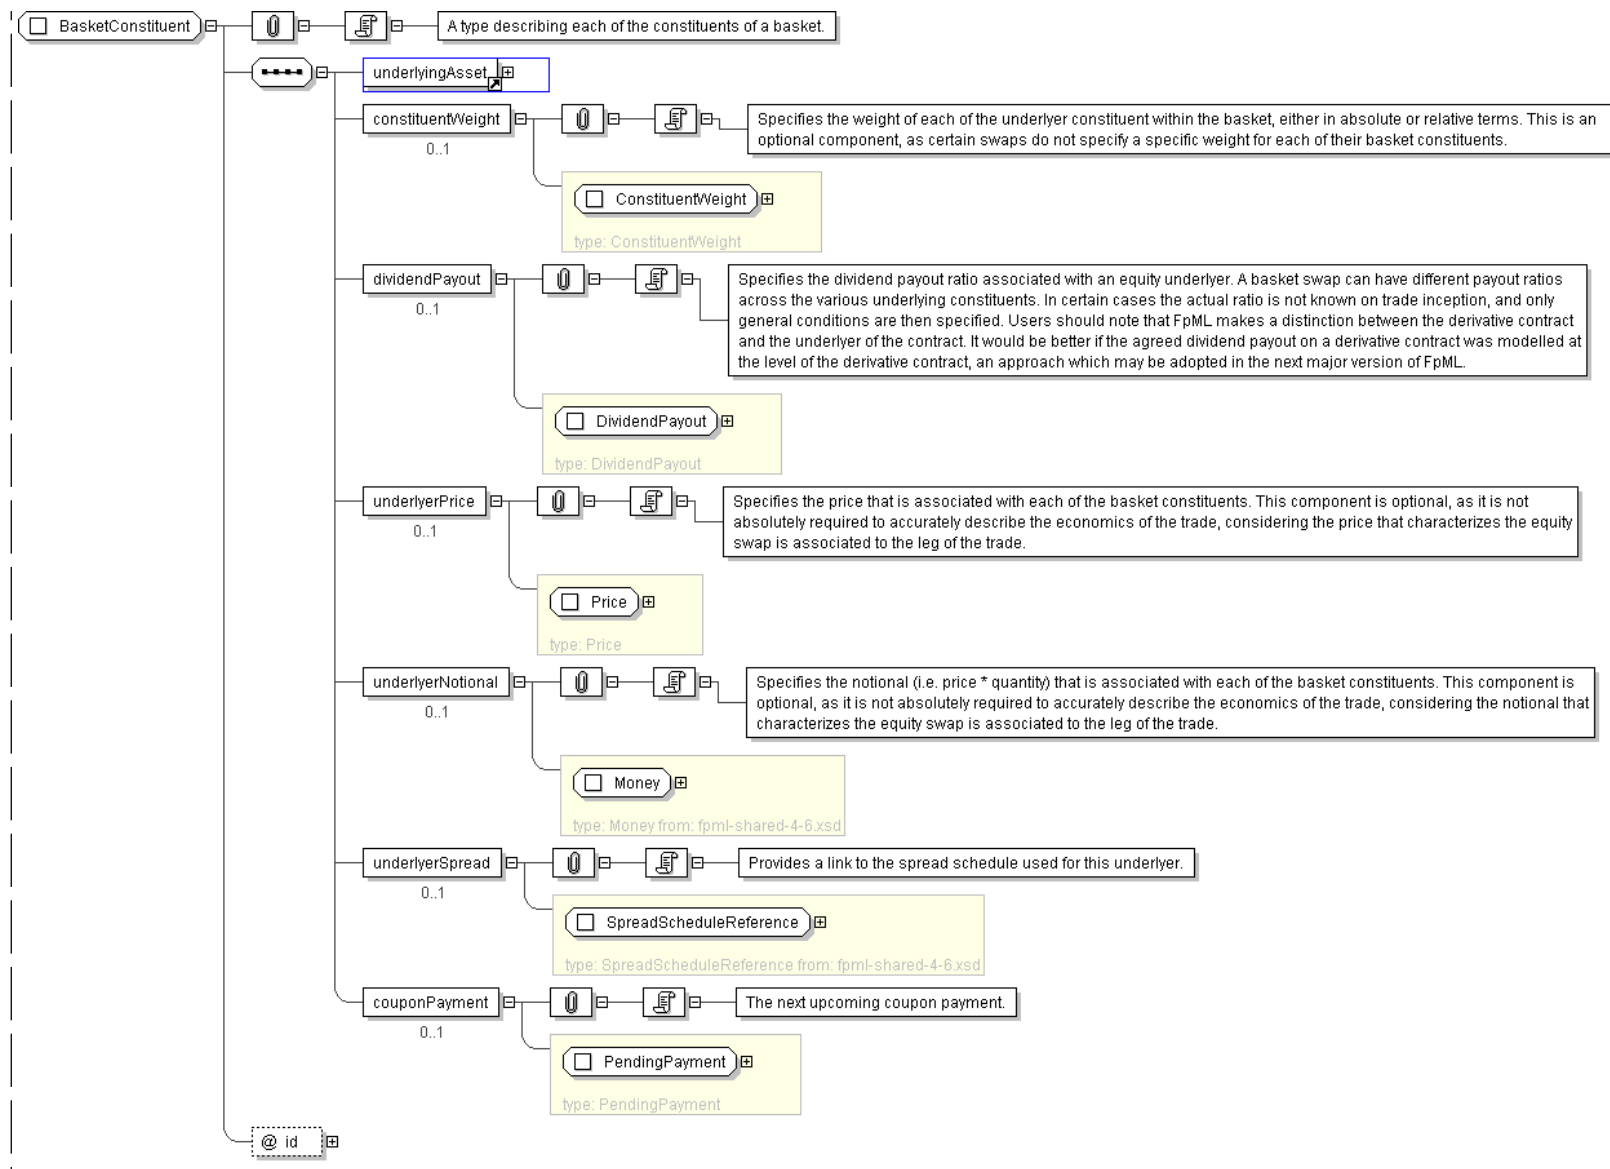 BasketConstituent
A type describing each of the constituents of a basket.
underlyingAsset
constituentWeight
0..1
Specifies the weight of each of the underlyer constituent within the basket, either in absolute or relative terms. This is an
optional component, as certain swaps do not specify a specific weight for each of their basket constituents.
ConstituentWeight
type: ConstituentWeight
dividendPayout
0..1
Specifies the dividend payout ratio associated with an equity underlyer. A basket swap can have different payout ratios
across the various underlying constituents. In certain cases the actual ratio is not known on trade inception, and only
general conditions are then specified. Users should note that FpML makes a distinction between the derivative contract
and the underlyer of the contract. It would be better if the agreed dividend payout on a derivative contract was modelled at
the level of the derivative contract, an approach which may be adopted in the next major version of FpML.
DividendPayout
type: DividendPayout
underlyerPrice
0..1
Specifies the price that is associated with each of the basket constituents. This component is optional, as it is not
absolutely required to accurately describe the economics of the trade, considering the price that characterizes the equity
swap is associated to the leg of the trade.
Price
type: Price
underlyerNotional
0..1
Specifies the notional (i.e. price * quantity) that is associated with each of the basket constituents. This component is
optional, as it is not absolutely required to accurately describe the economics of the trade, considering the notional that
characterizes the equity swap is associated to the leg of the trade.
Money
type: Money from: fpml-shared-4-6.xsd
underlyerSpread
0..1
Provides a link to the spread schedule used for this underlyer.
SpreadScheduleReference
type: SpreadScheduleReference from: fpml-shared-4-6.xsd
couponPayment
0..1
The next upcoming coupon payment.
PendingPayment
type: PendingPayment
@ id